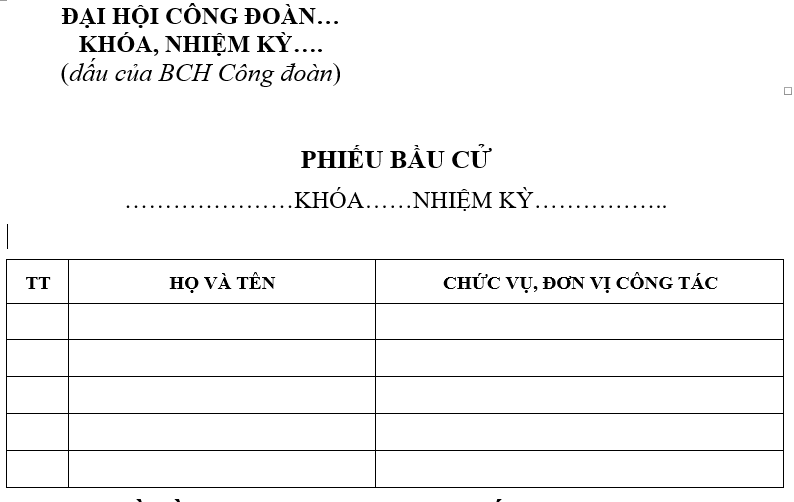 ĐẠI HỘI CÔNG ĐOÀN…
KHÓA, NHIỆM KỲ….
(dấu của BCH Công đoàn)
PHIẾU BẦU CỬ
…………………KHÓA……NHIỆM KỲ……………..
TT HỌ VÀ TÊN CHỨC VỤ, ĐƠN VỊ CÔNG TÁC